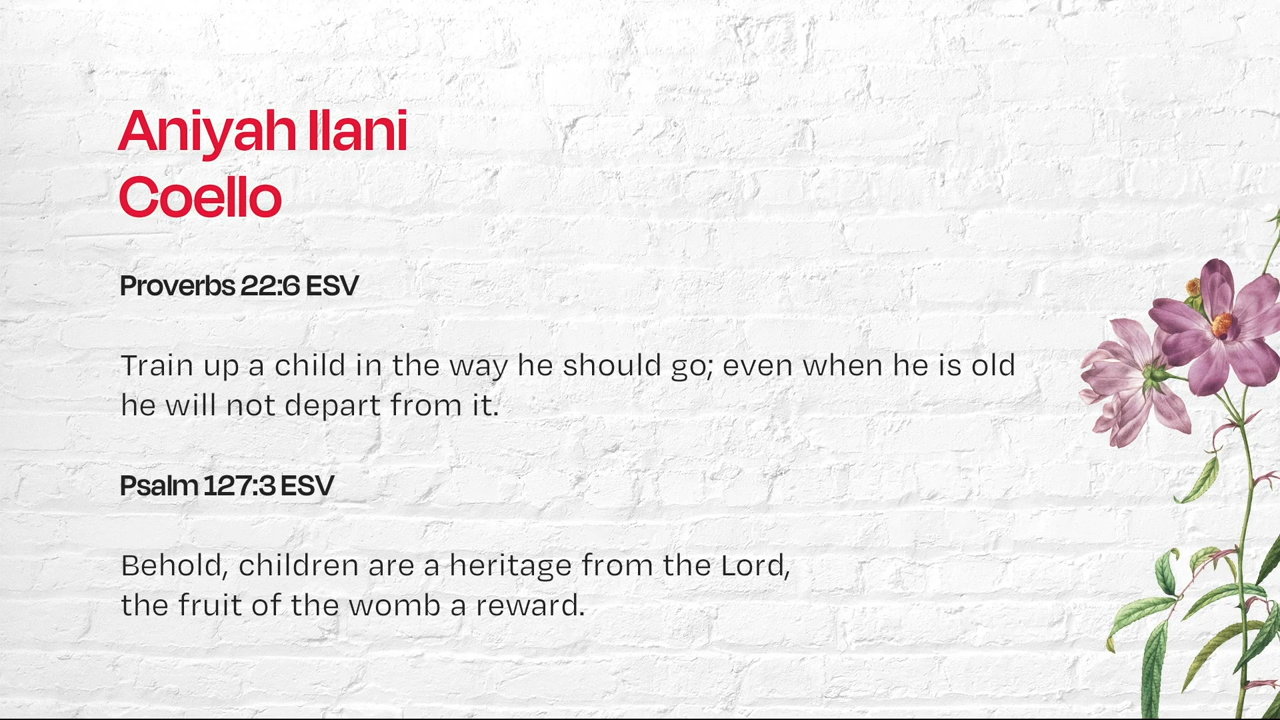 Aniyah Ilani
Coello
Proverbs 22:6 ESV
Train up a child in the way he should go; even when he is old
he will not depart from it.
Psalm 127:3 ESV
Behold, children are a heritage from the Lord,
the fruit of the womb a reward.